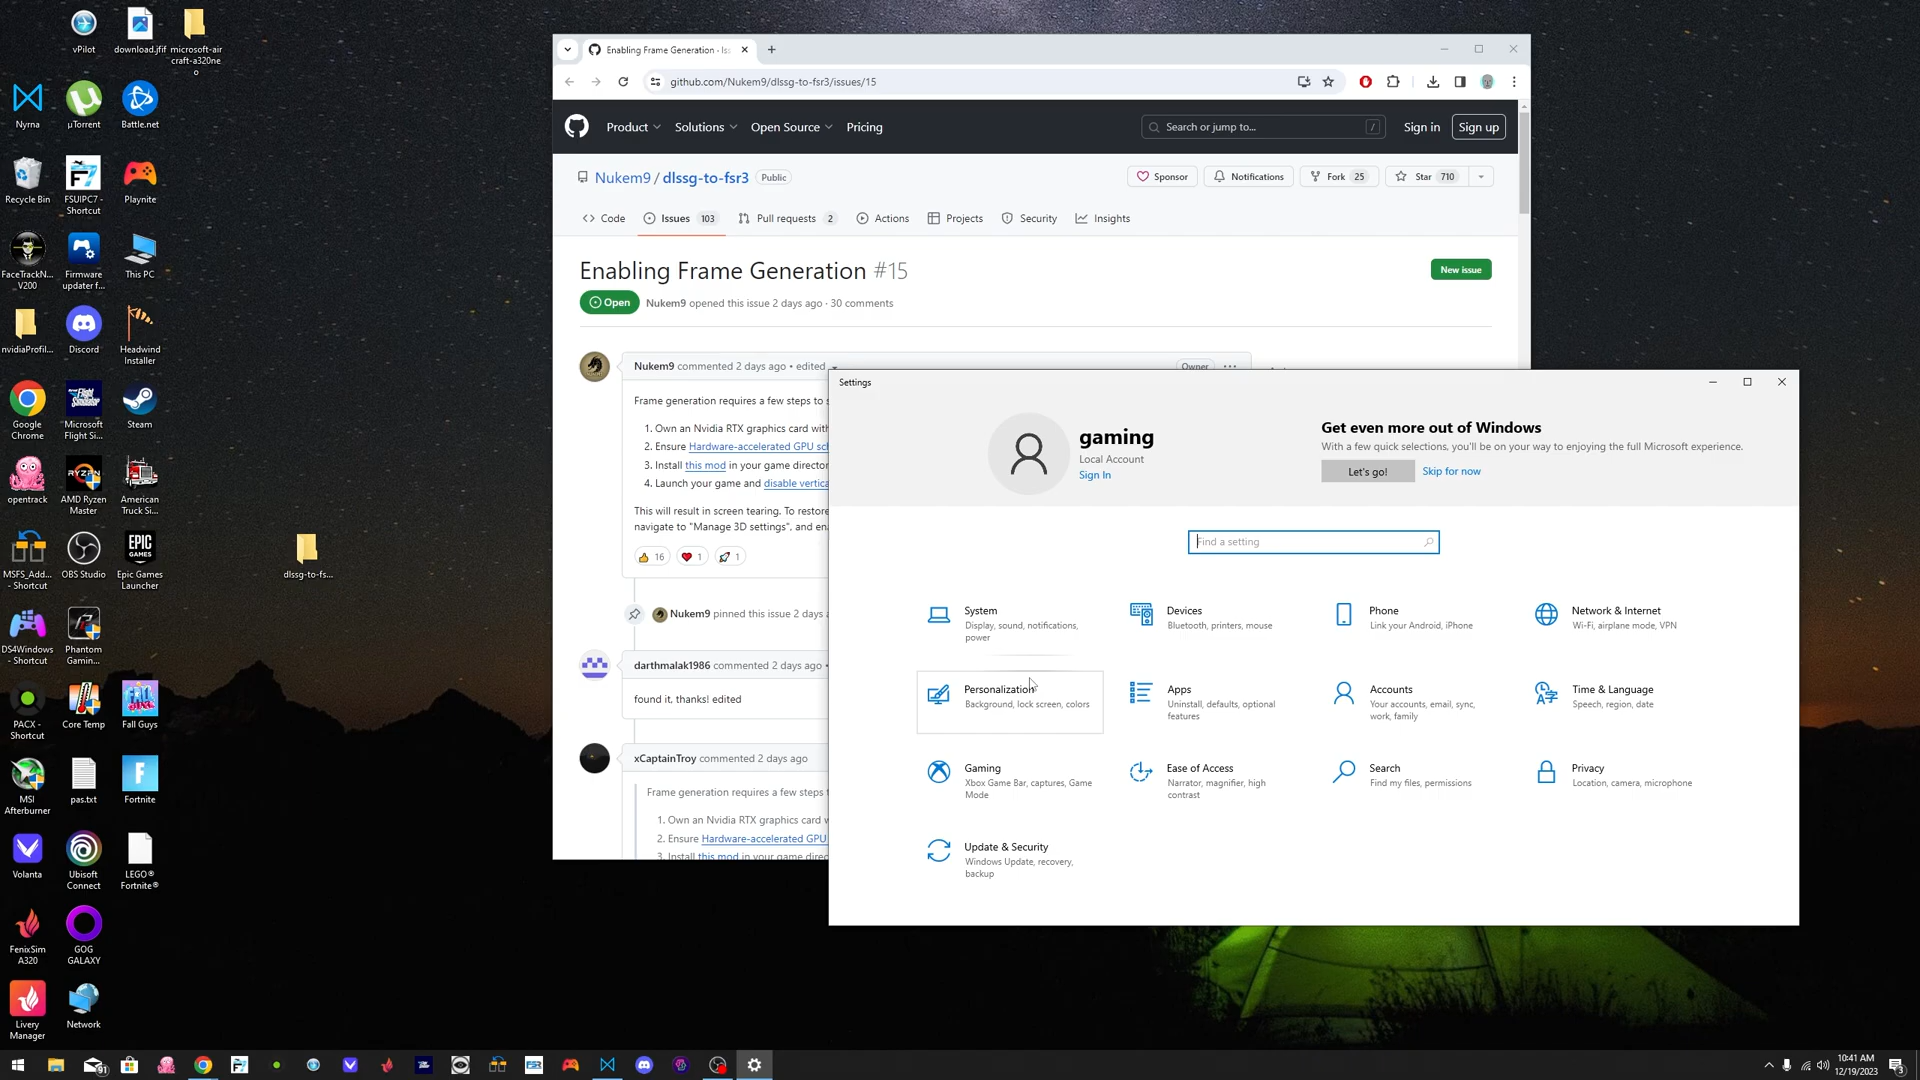 vPilot
download.jfif
microsoft-air
craft-a320ne
o
Nyrna
µTorrent
Battle.net
Recycle Bin
FSUIPC7 -
Shortcut
Playnite
FaceTrackN...
V200
Firmware
updater f...
This PC
nvidiaProfil...
Discord
Headwind
Installer
Google
Chrome
Microsoft
Flight Si...
Steam
opentrack
AMD Ryzen
Master
American
Truck Si...
MSFS_Add...
- Shortcut
OBS Studio
Epic Games
Launcher
dlssg-to-fs...
DS4Windows
- Shortcut
Phantom
Gaming...
PACX -
Shortcut
Core Temp
Fall Guys
MSI
Afterburner
pas.txt
Fortnite
Volanta
Ubisoft
Connect
LEGO®
Fortnite®
FenixSim
A320
GOG
GALAXY
Livery
Manager
Network
Enabling Frame Generation · Iss
github.com/Nukem9/dlssg-to-fsr3/issues/15
Product
Solutions
Open Source
Pricing
Search or jump to...
/
Sign in
Sign up
Nukem9 / dlssg-to-fsr3
Public
Sponsor
Notifications
Fork 25
Star 710
Code
Issues 103
Pull requests 2
Actions
Projects
Security
Insights
Enabling Frame Generation #15
New issue
Open
Nukem9 opened this issue 2 days ago · 30 comments
Nukem9 commented 2 days ago • edited
Owner
Frame generation requires a few steps to s
1. Own an Nvidia RTX graphics card with
2. Ensure Hardware-accelerated GPU sch
3. Install this mod in your game director
4. Launch your game and disable vertica
This will result in screen tearing. To restore
navigate to "Manage 3D settings", and en
16
1
1
Nukem9 pinned this issue 2 days a
darthmalak1986 commented 2 days ago •
found it, thanks! edited
xCaptainTroy commented 2 days ago
Frame generation requires a few steps t
1. Own an Nvidia RTX graphics card w
2. Ensure Hardware-accelerated GPU
3. Install this mod in your game direc
Settings
gaming
Local Account
Sign In
Get even more out of Windows
With a few quick selections, you'll be on your way to enjoying the full Microsoft experience.
Let's go!
Skip for now
Find a setting
System
Display, sound, notifications,
power
Devices
Bluetooth, printers, mouse
Phone
Link your Android, iPhone
Network & Internet
Wi-Fi, airplane mode, VPN
Personalization
Background, lock screen, colors
Apps
Uninstall, defaults, optional
features
Accounts
Your accounts, email, sync,
work, family
Time & Language
Speech, region, date
Gaming
Xbox Game Bar, captures, Game
Mode
Ease of Access
Narrator, magnifier, high
contrast
Search
Find my files, permissions
Privacy
Location, camera, microphone
Update & Security
Windows Update, recovery,
backup
91
10:41 AM
12/19/2023
3